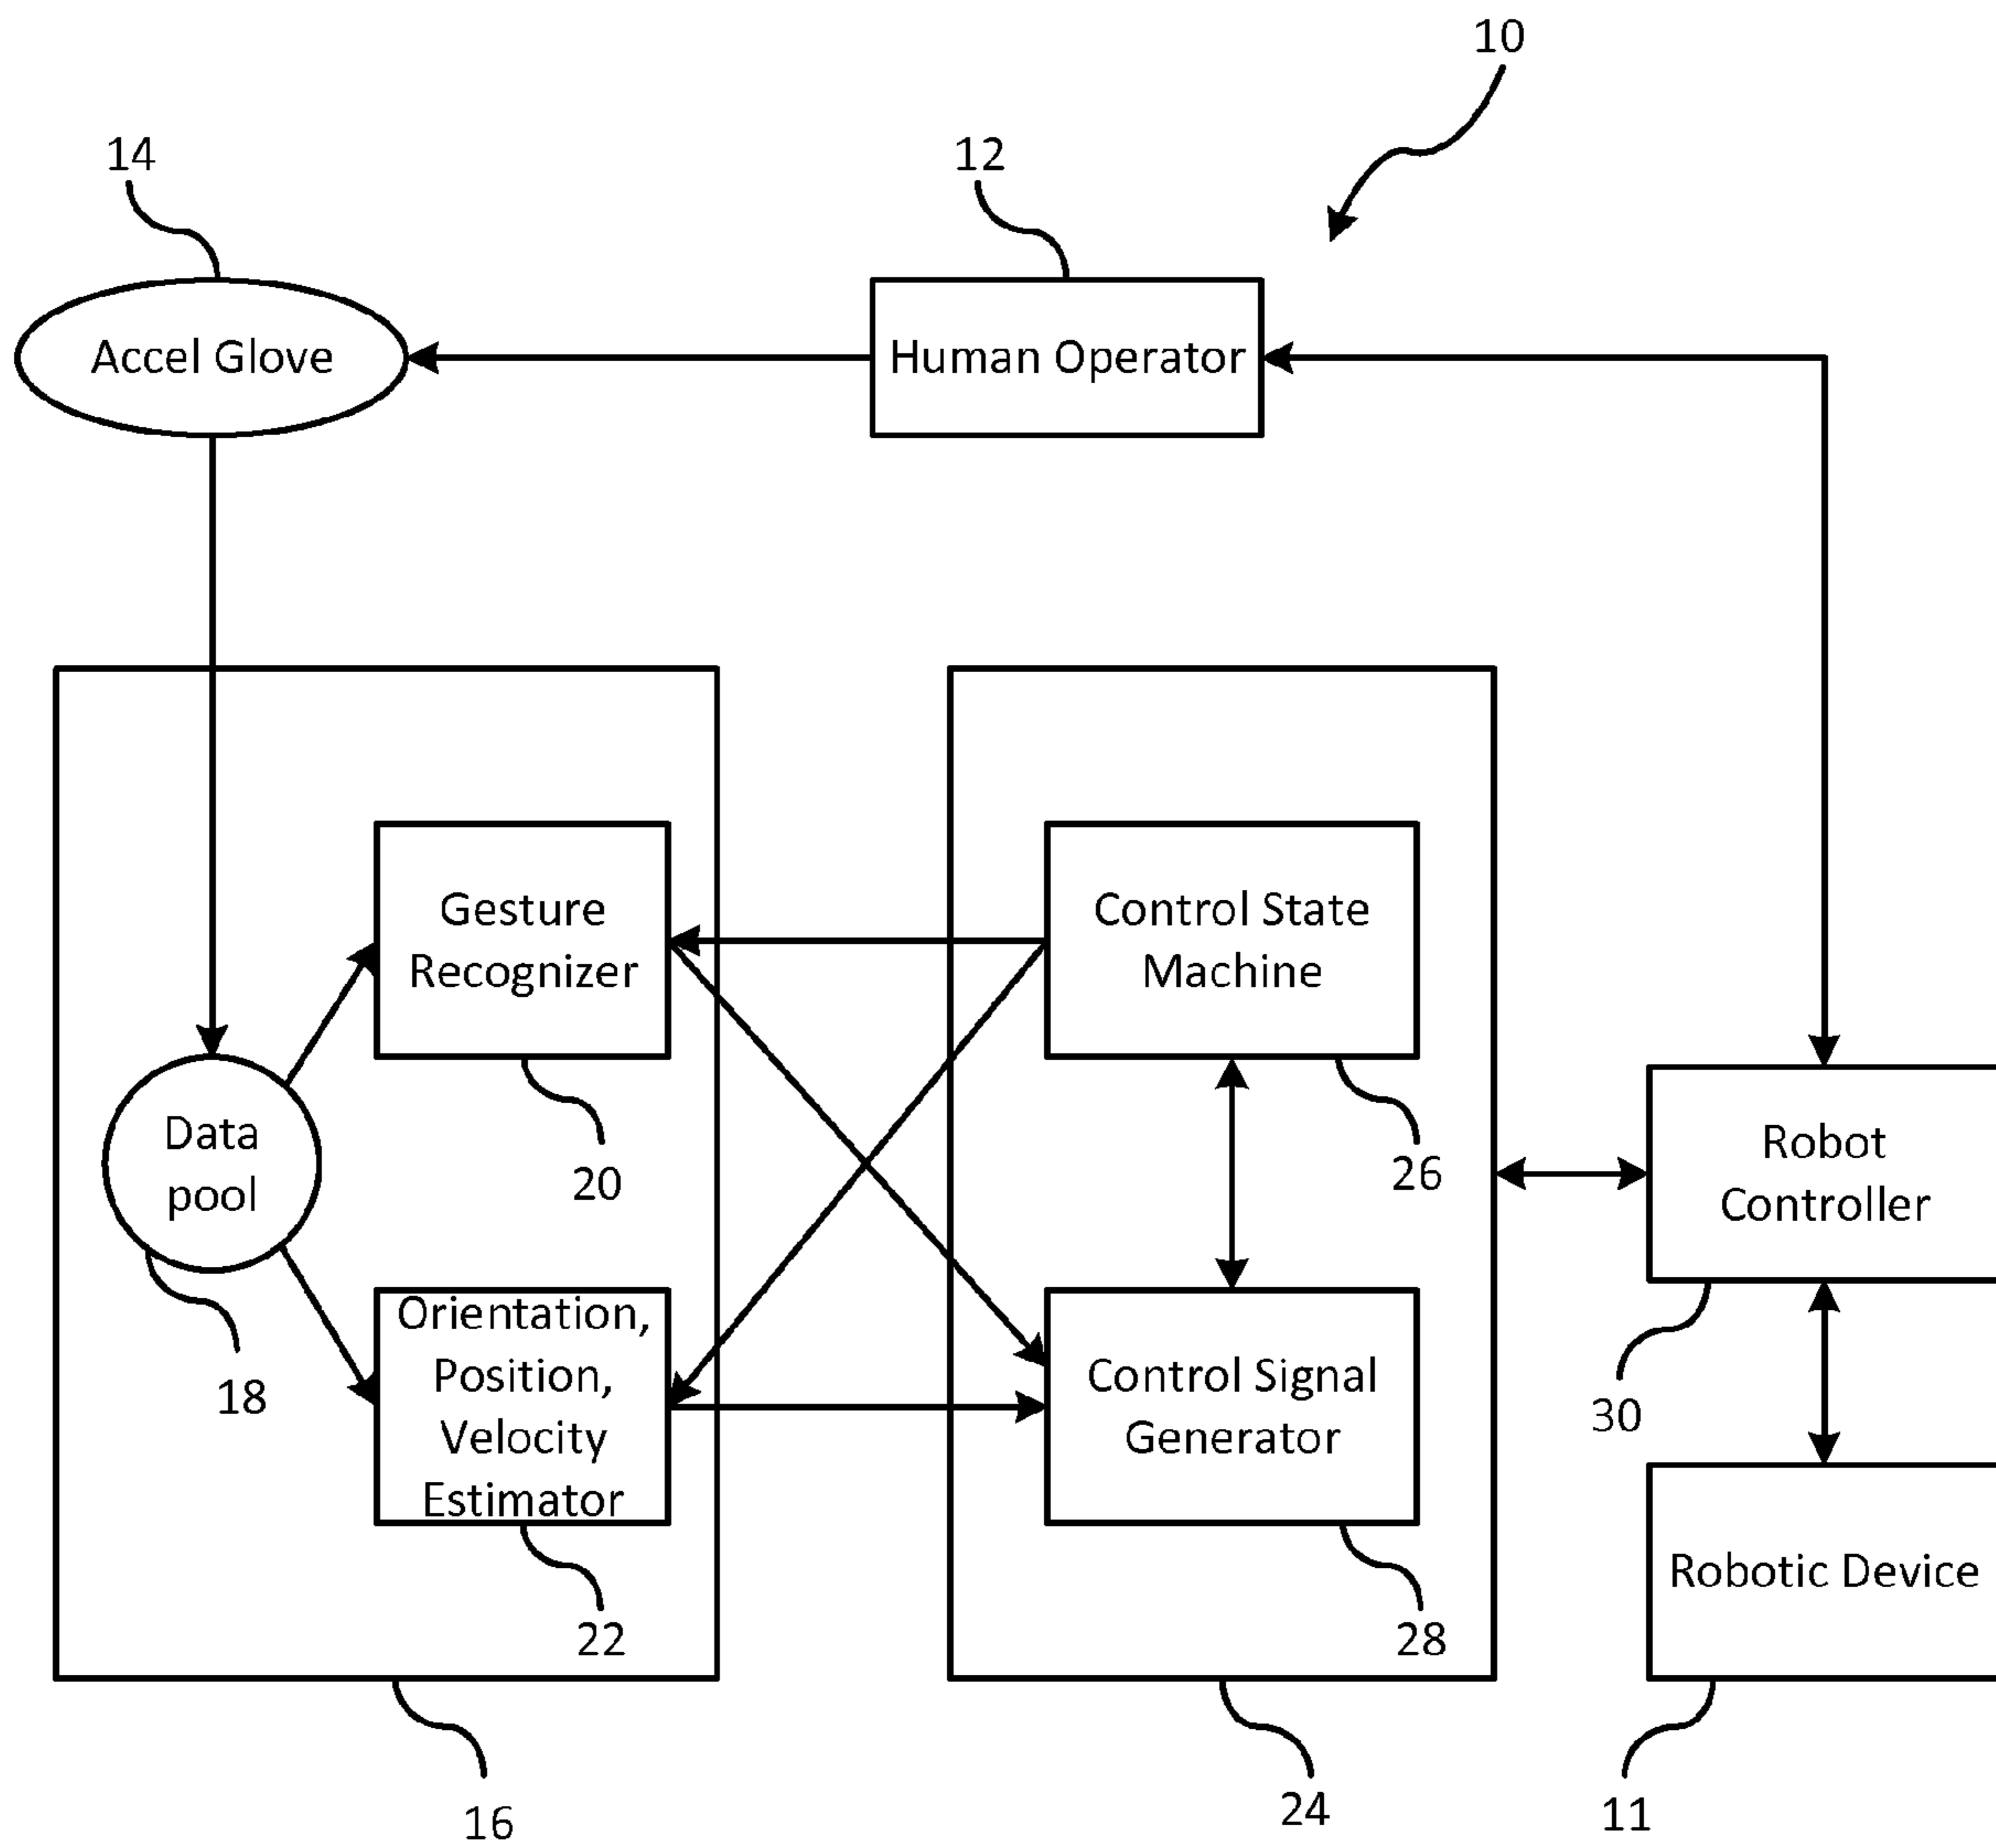 10
14
12
Accel Glove
Human Operator
Gesture
Recognizer
Control State
Machine
Data
pool
20
26
Robot
Controller
Orientation,
Position,
Velocity
Estimator
Control Signal
Generator
18
30
22
28
Robotic Device
16
24
11